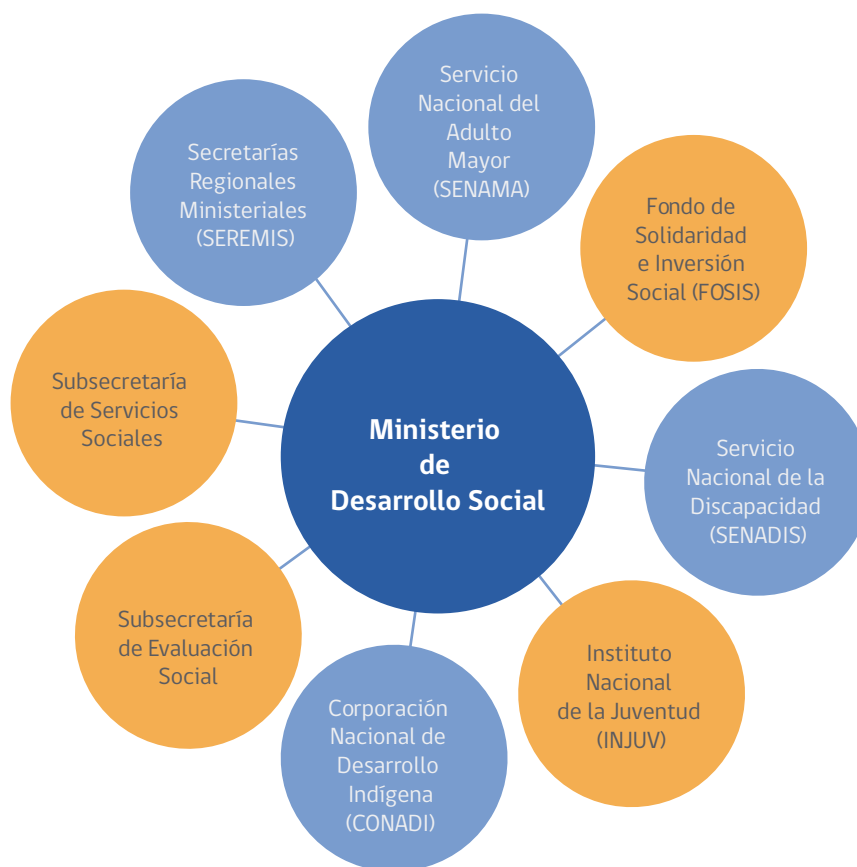 Servicio
Nacional del
Adulto
Mayor
(SENAMA)
Secretarías
Regionales
Ministeriales
(SEREMIS)
Fondo de
Solidaridad
e Inversión
Social (FOSIS)
Subsecretaría
de Servicios
Sociales
Ministerio
de
Desarrollo Social
Servicio
Nacional de la
Discapacidad
(SENADIS)
Subsecretaría
de Evaluación
Social
Instituto
Nacional
de la Juventud
(INJUV)
Corporación
Nacional de
Desarrollo
Indígena
(CONADI)